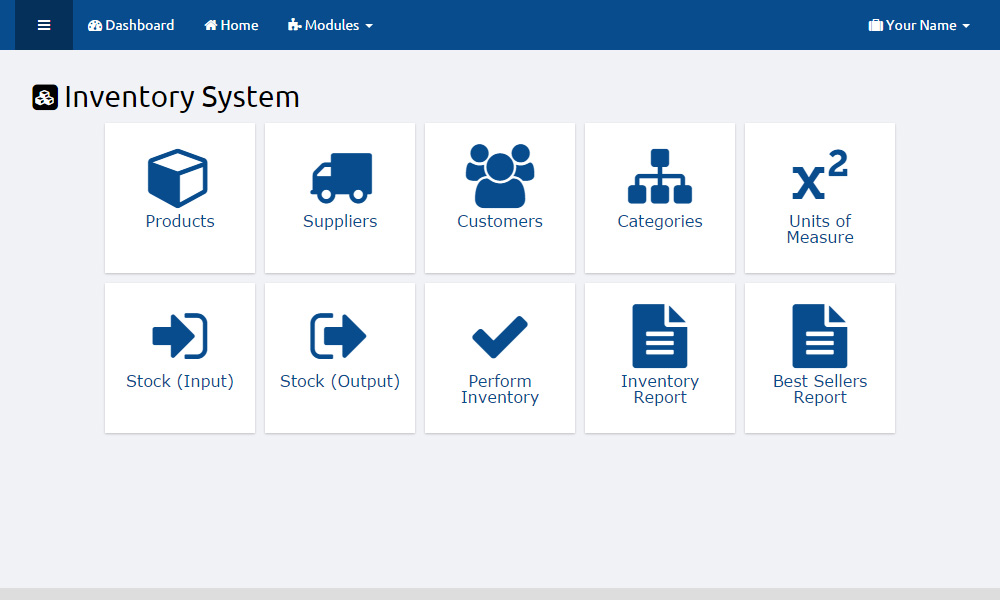 Dashboard Home Modules Your Name
Inventory System
Products Suppliers Customers Categories Units of
Measure
Stock (Input) Stock (Output) Perform Inventory Best Sellers
Inventory Report Report